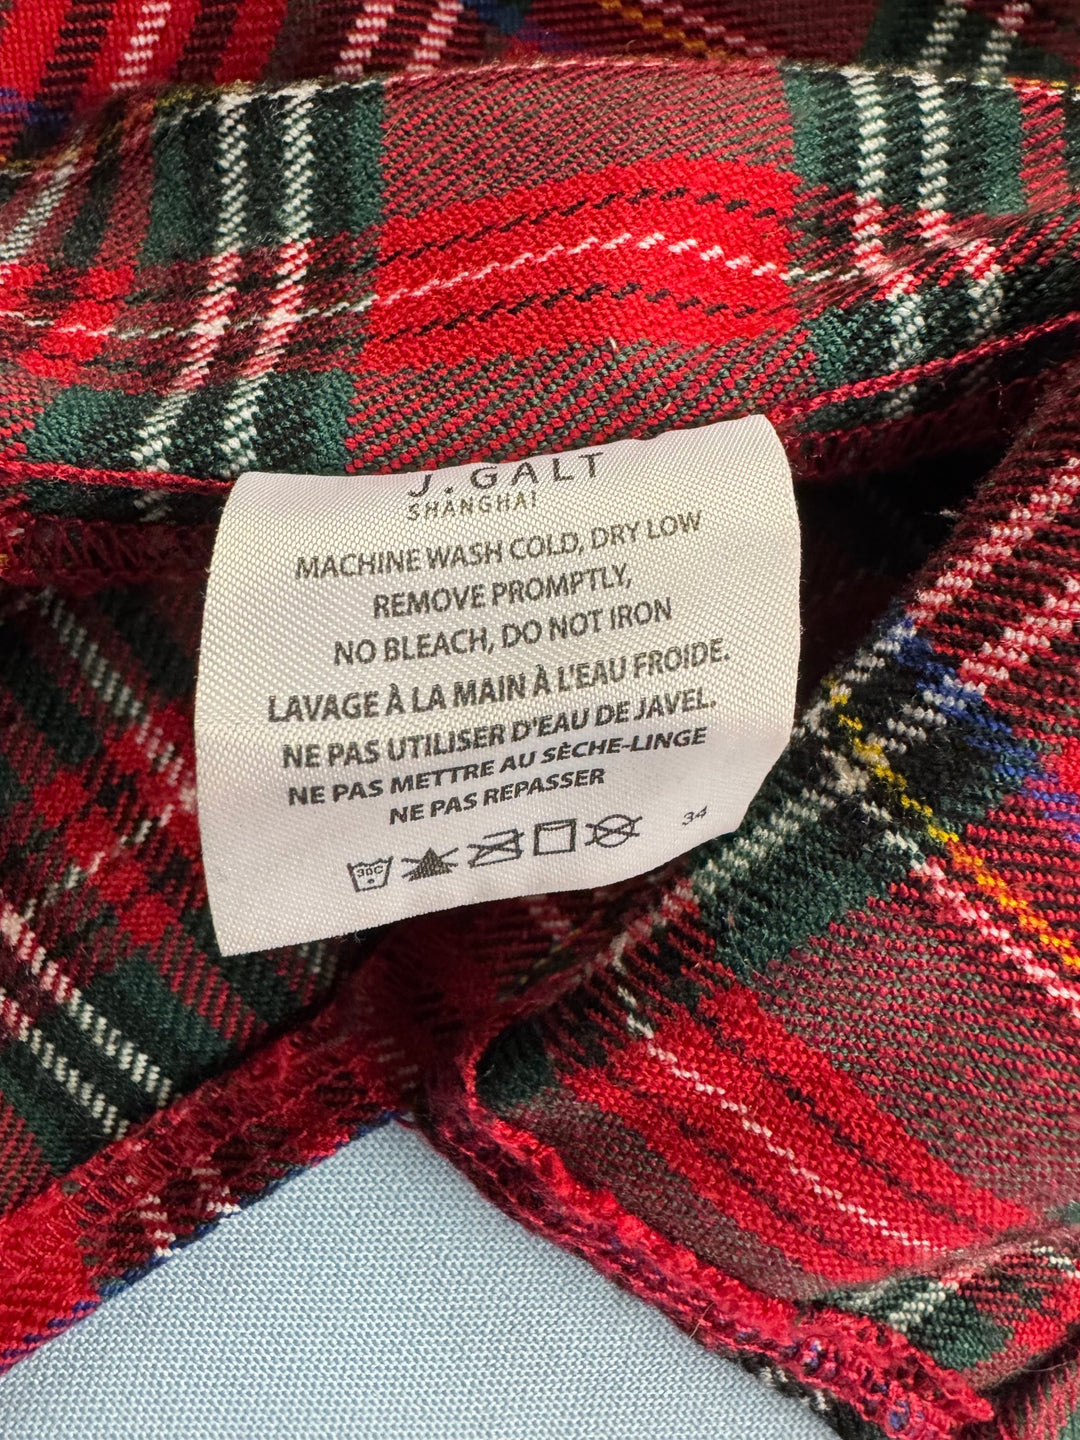 J. GALT
SHANGHAI
MACHINE WASH COLD, DRY LOW
REMOVE PROMPTLY,
NO BLEACH, DO NOT IRON
LAVAGE À LA MAIN À L'EAU FROIDE.
NE PAS UTILISER D'EAU DE JAVEL.
NE PAS METTRE AU SÈCHE-LINGE
NE PAS REPASSER
30C
34